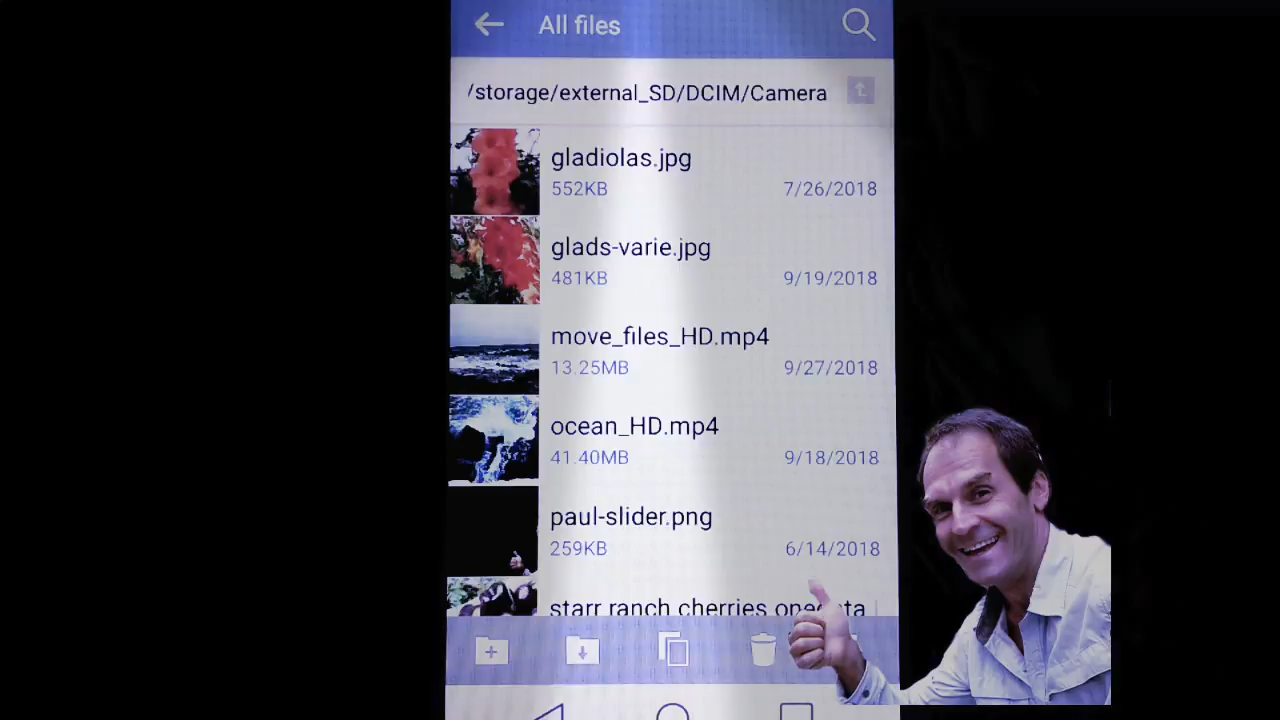 All files
/storage/external_SD/DCIM/Camera
gladiolas.jpg
552KB 7/26/2018
glads-varie.jpg
481KB 9/19/2018
move_files_HD.mp4
13.25MB 9/27/2018
ocean_HD.mp4
41.40MB 9/18/2018
paul-slider.png
259KB 6/14/2018
starr ranch cherries